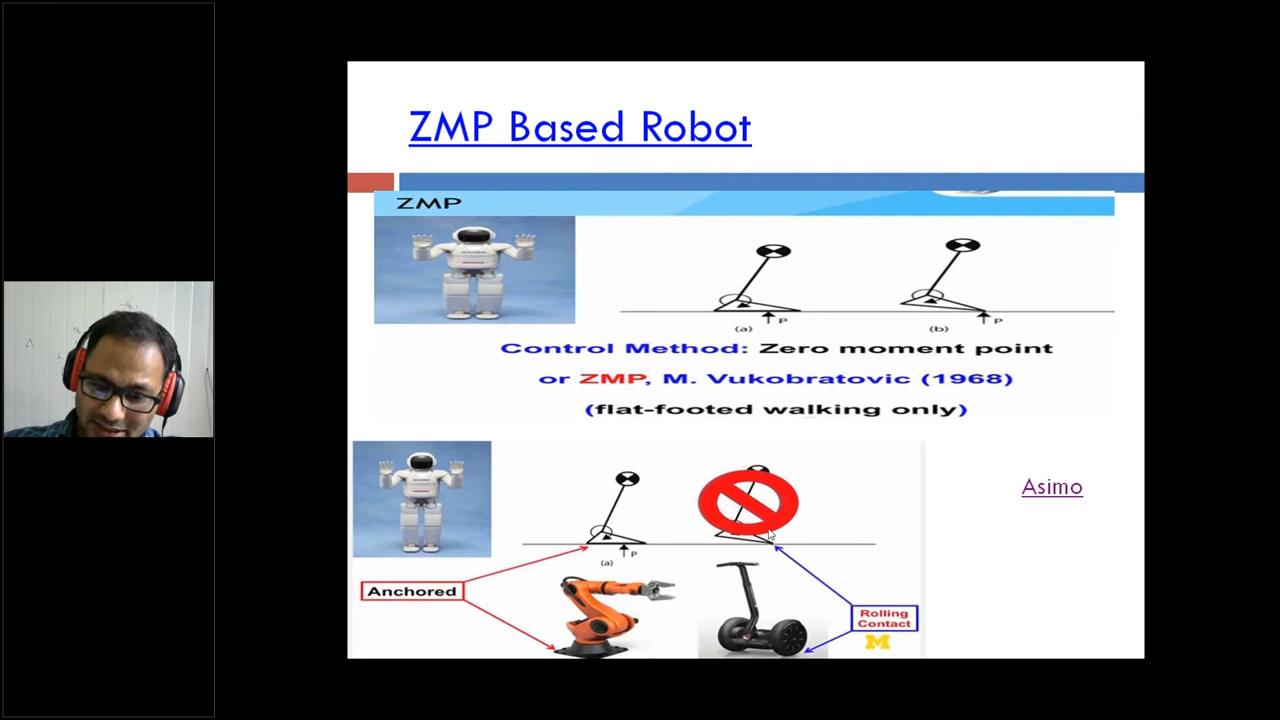 ZMP Based Robot
ZMP
(a)
P
(b)
P
Control Method: Zero moment point
or ZMP, M. Vukobratovic (1968)
(flat-footed walking only)
Asimo
P
(a)
Anchored
Rolling
Contact
M